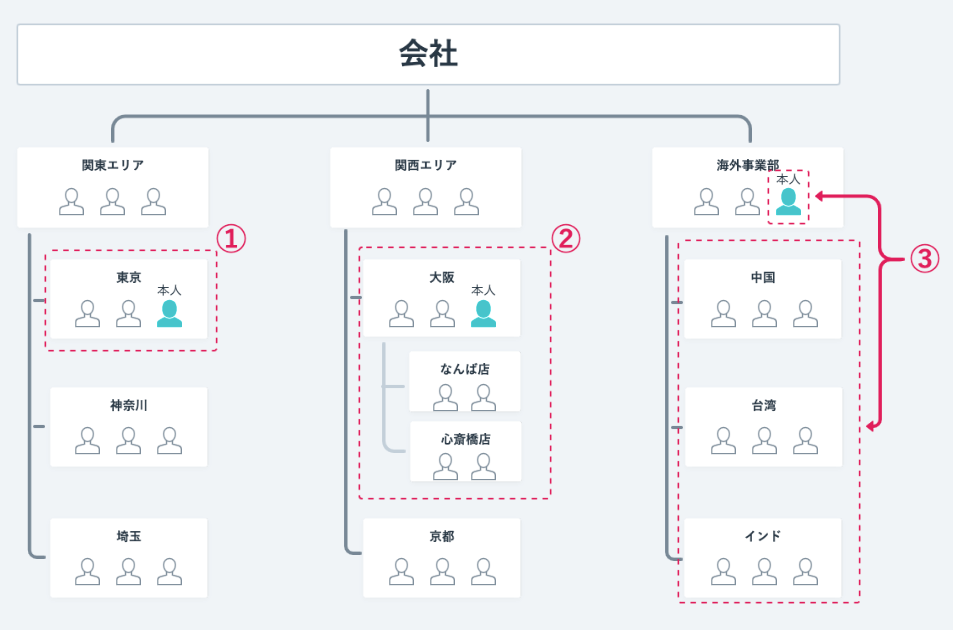 会社
関東エリア
関西エリア
海外事業部
本人
①
②
③
東京
本人
大阪
本人
中国
なんば店
神奈川
台湾
心斎橋店
埼玉
京都
インド